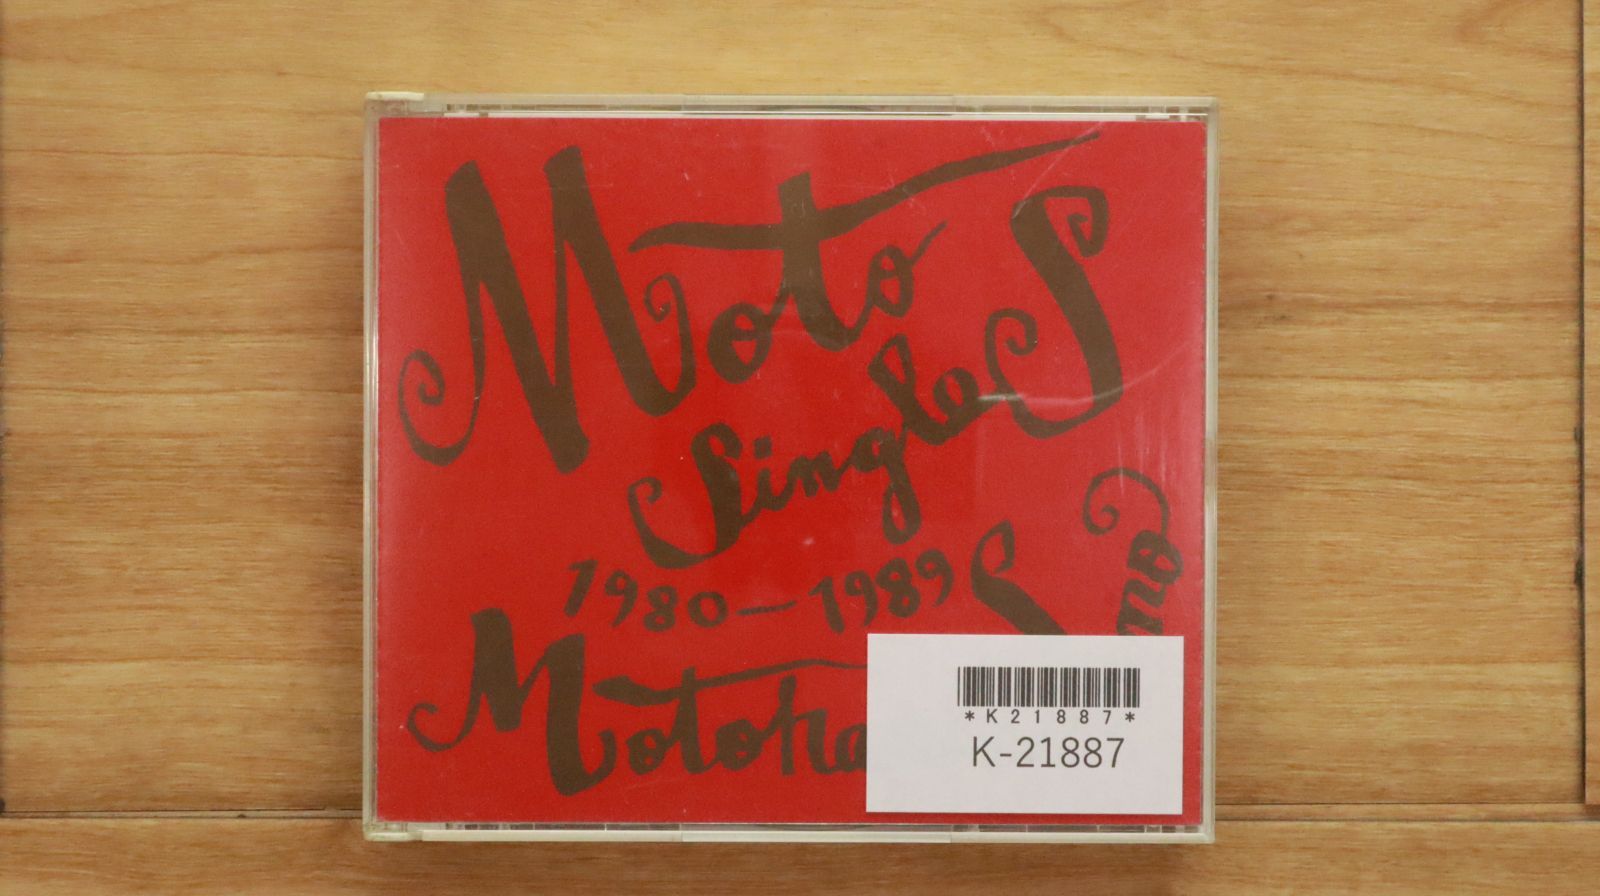 Moto
SingleS
1980-1989
Motoha
*K21887*
K-21887